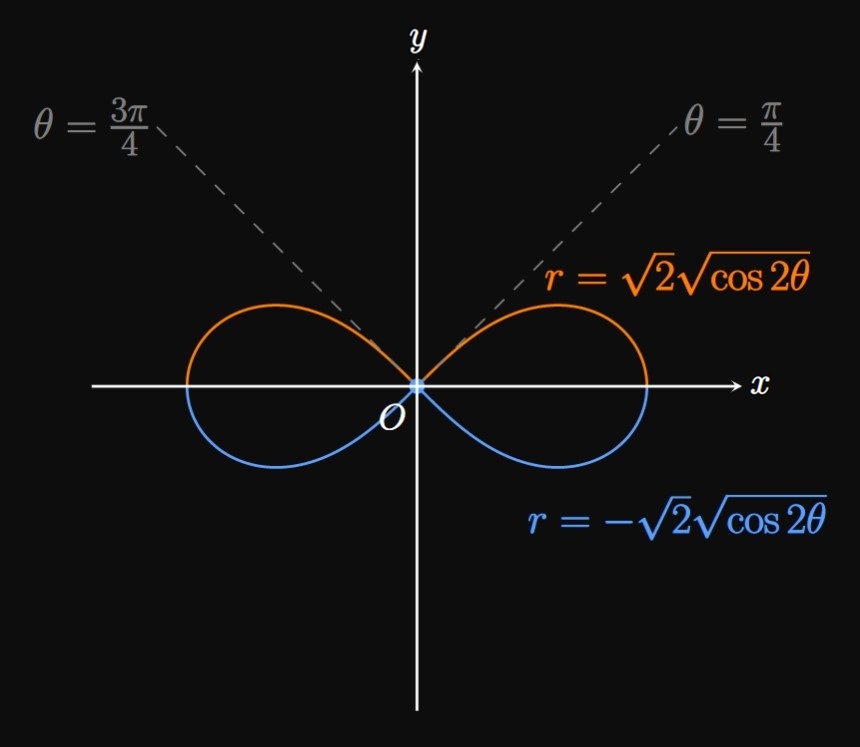 y
θ = 3π/4
θ = π/4
r = √2√cos 2θ
x
O
r = −√2√cos 2θ